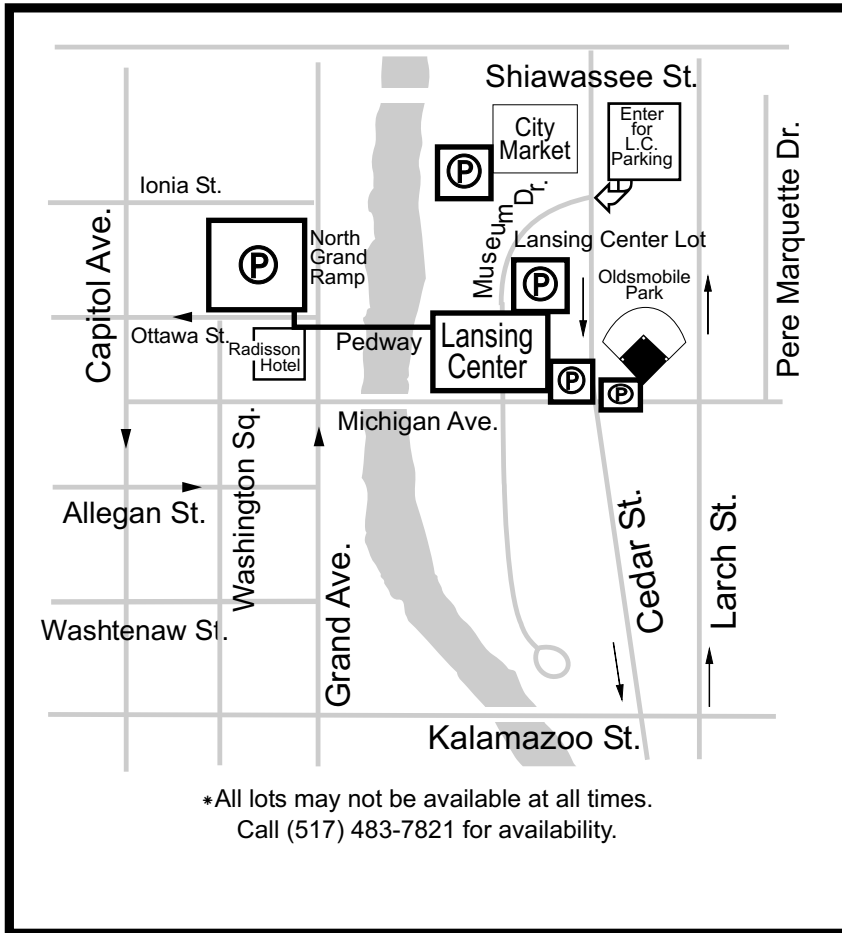 Shiawassee St.
City
Market
Enter
for
L.C.
Parking
P
Ionia St.
Museum Dr.
Pere Marquette Dr.
Capitol Ave.
P
North
Grand
Ramp
Lansing Center Lot
P
Oldsmobile
Park
Ottawa St.
Radisson
Hotel
Pedway
Lansing
Center
P
P
Michigan Ave.
Washington Sq.
Allegan St.
Grand Ave.
Cedar St.
Larch St.
Washtenaw St.
Kalamazoo St.
*All lots may not be available at all times.
Call (517) 483-7821 for availability.